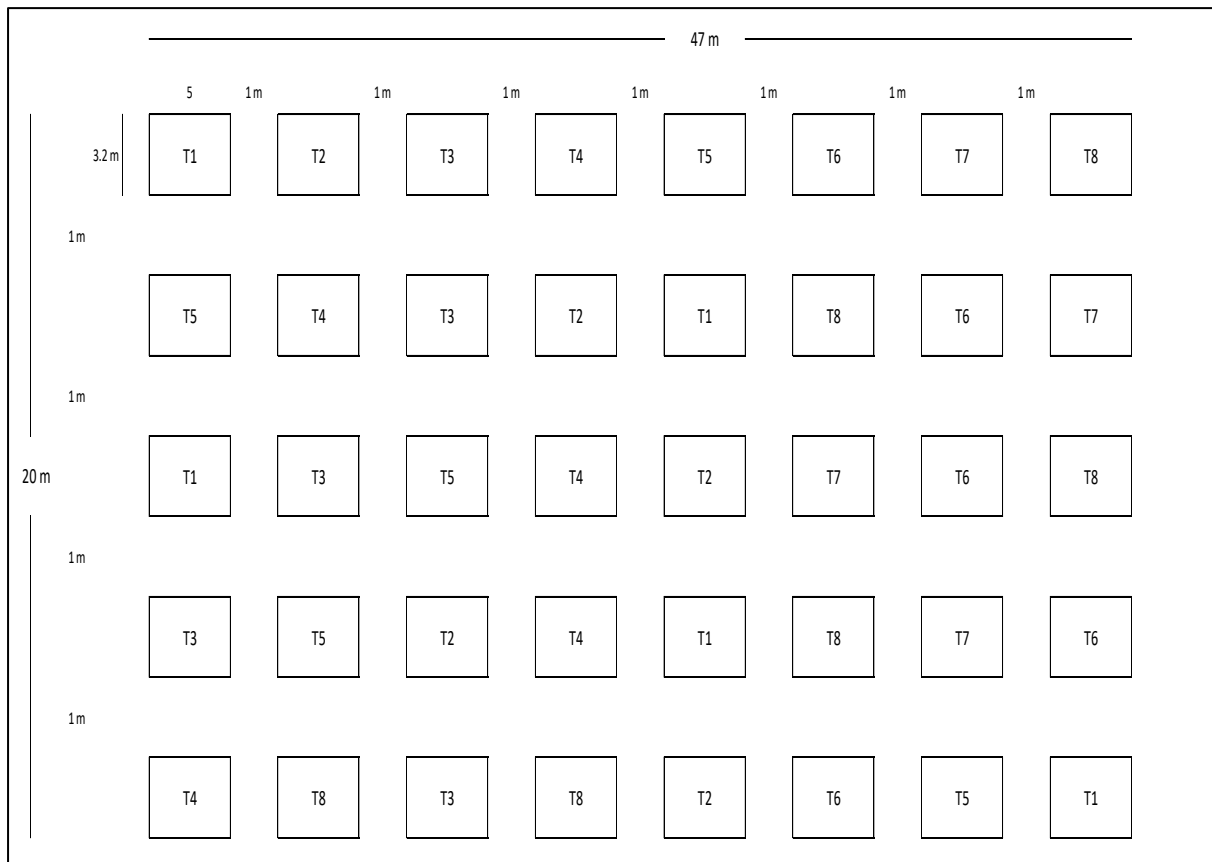 47 m
5 1 m 1 m 1 m 1 m 1 m 1 m 1 m
3.2 m T1 T2 T3 T4 T5 T6 T7 T8
1 m
T5 T4 T3 T2 T1 T8 T6 T7
1 m
20 m T1 T3 T5 T4 T2 T7 T6 T8
1 m
T3 T5 T2 T4 T1 T8 T7 T6
1 m
T4 T8 T3 T8 T2 T6 T5 T1